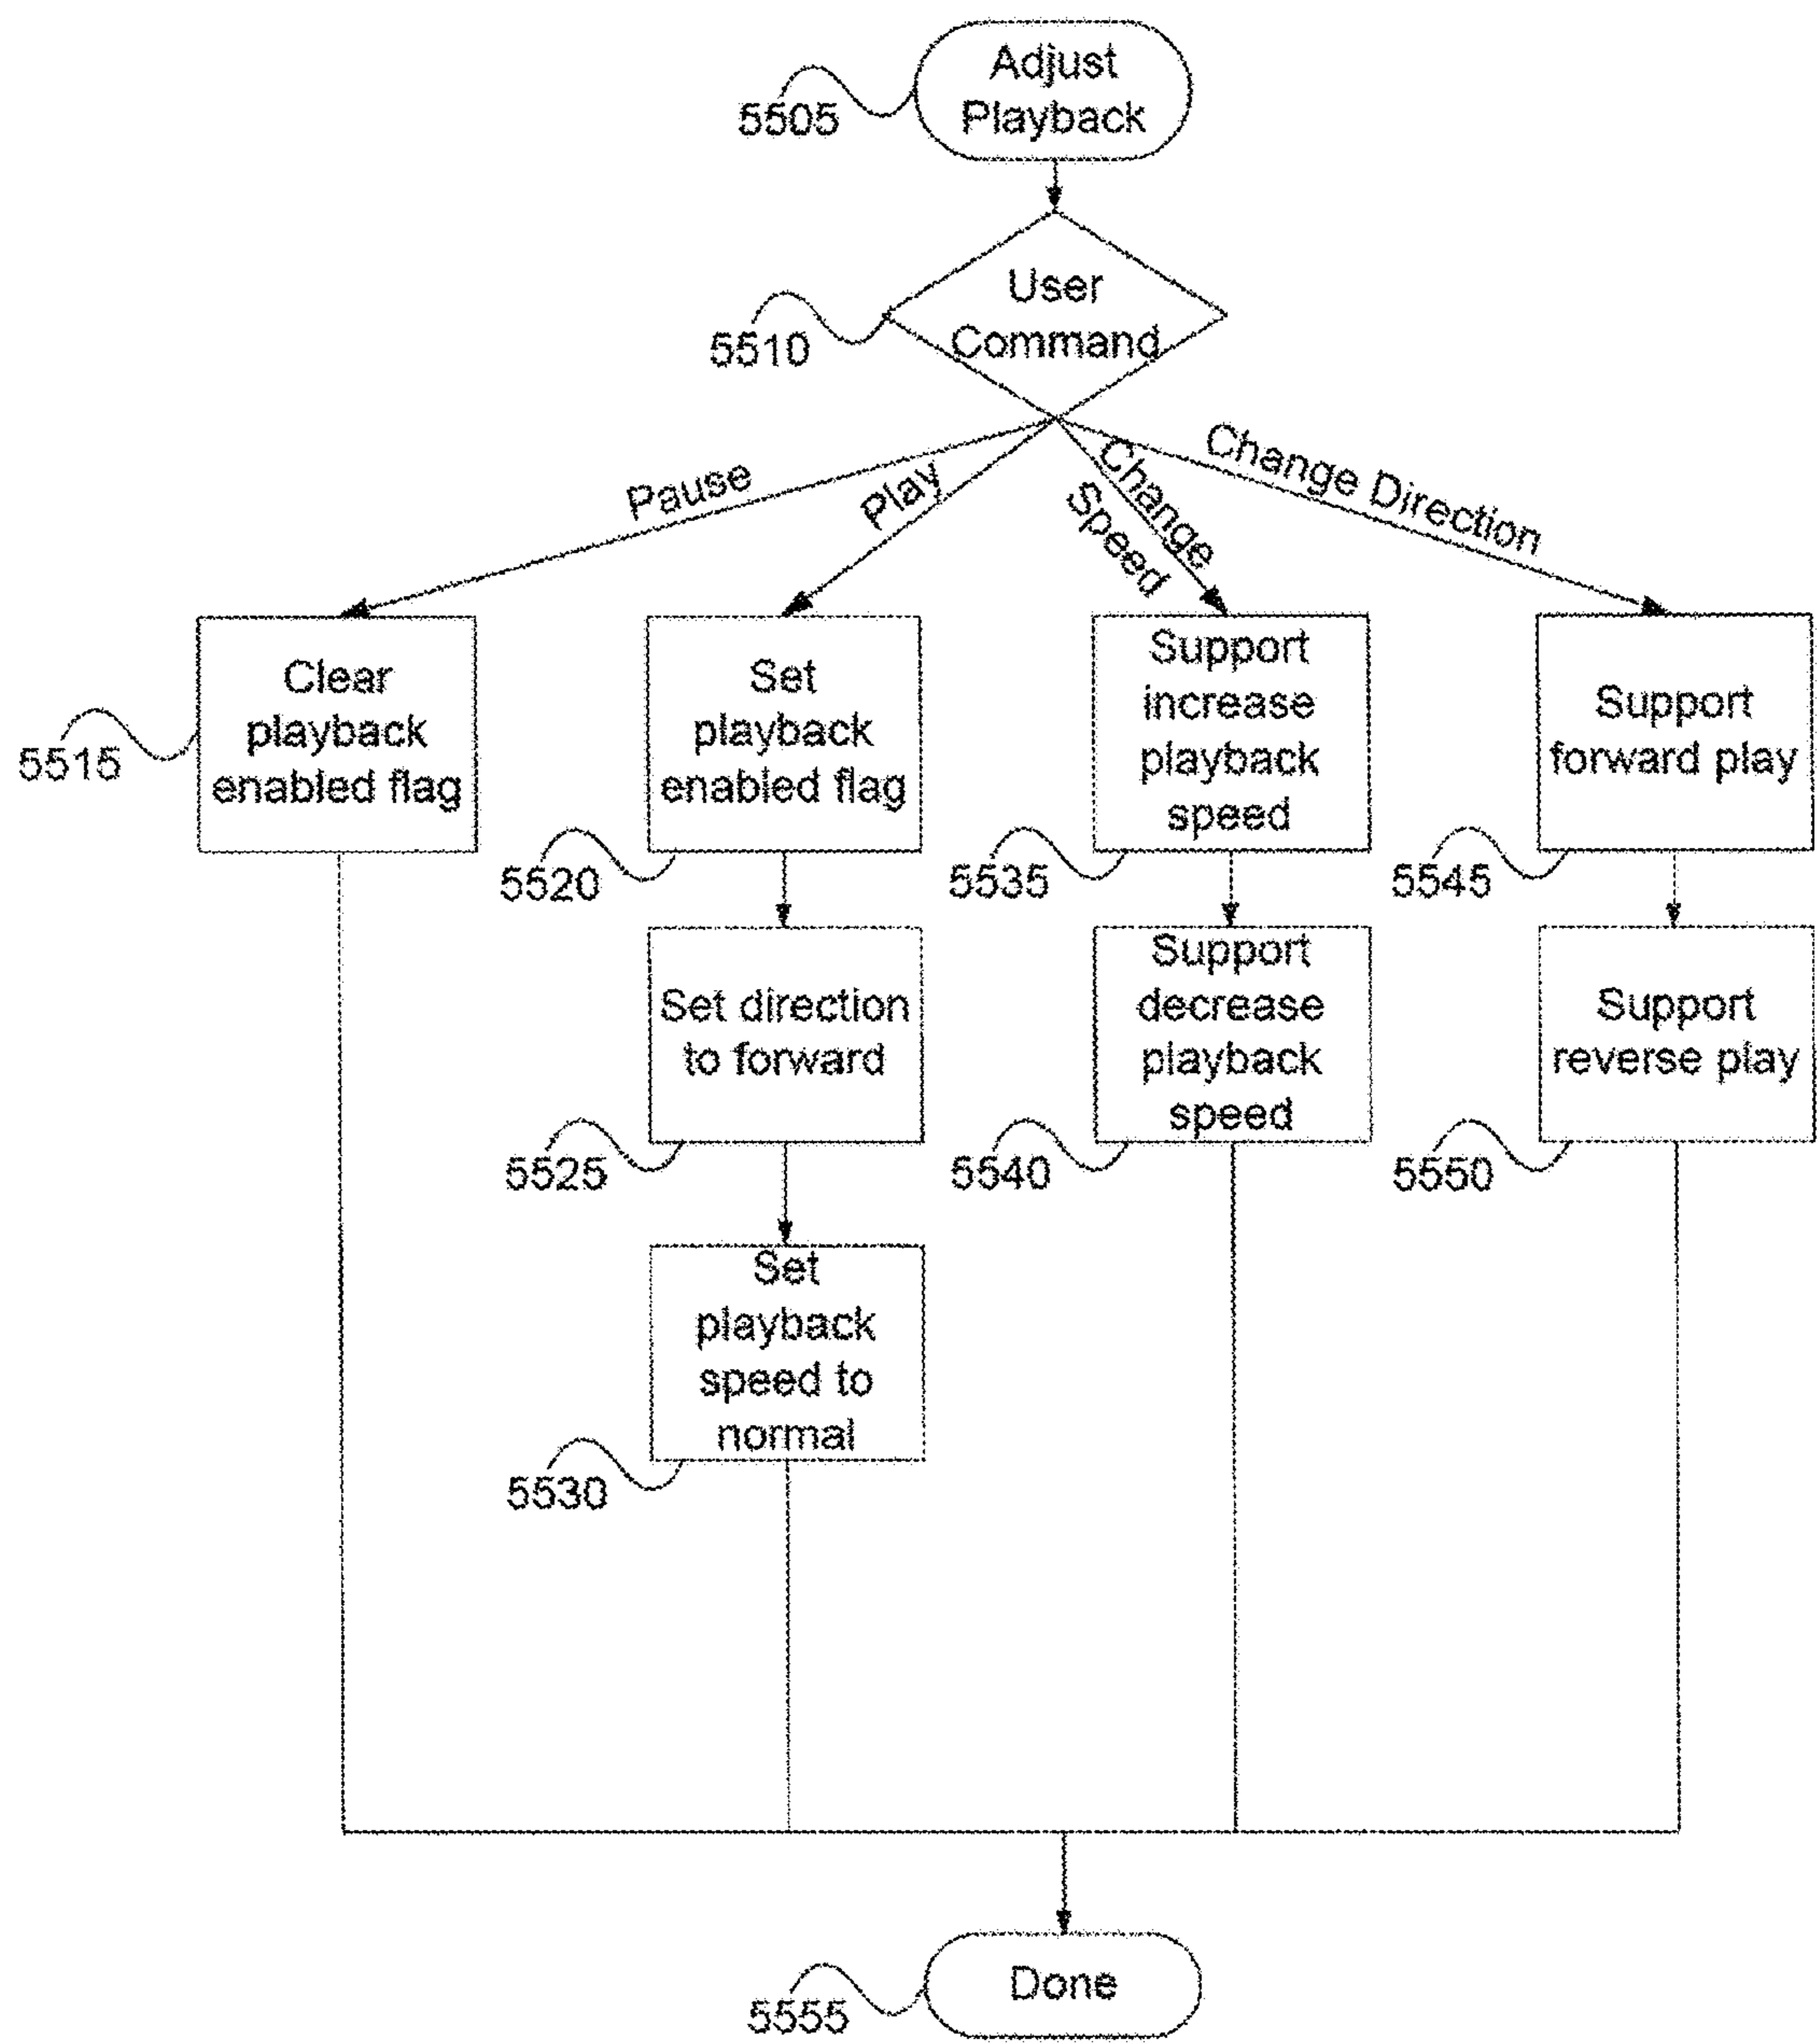 Adjust
Playback
5505
User
Command
5510
Pause
Play
Change
Speed
Change Direction
Clear
playback
enabled flag
5515
Set
playback
enabled flag
5520
Set direction
to forward
5525
Set
playback
speed to
normal
5530
Support
increase
playback
speed
5535
Support
decrease
playback
speed
5540
Support
forward play
5545
Support
reverse play
5550
Done
5555